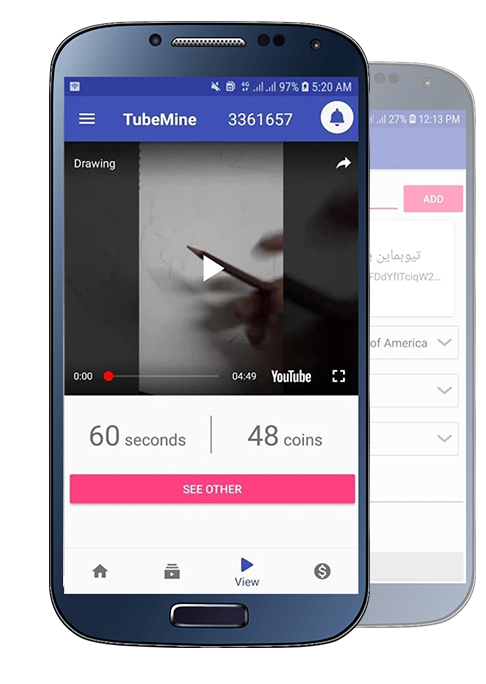 4G 97% 5:20 AM
TubeMine 3361657
Drawing
0:00 04:49 YouTube
60 seconds 48 coins
SEE OTHER
View
27% 12:13 PM
ADD
تیوبماین
FDdYfITciqW2...
of America